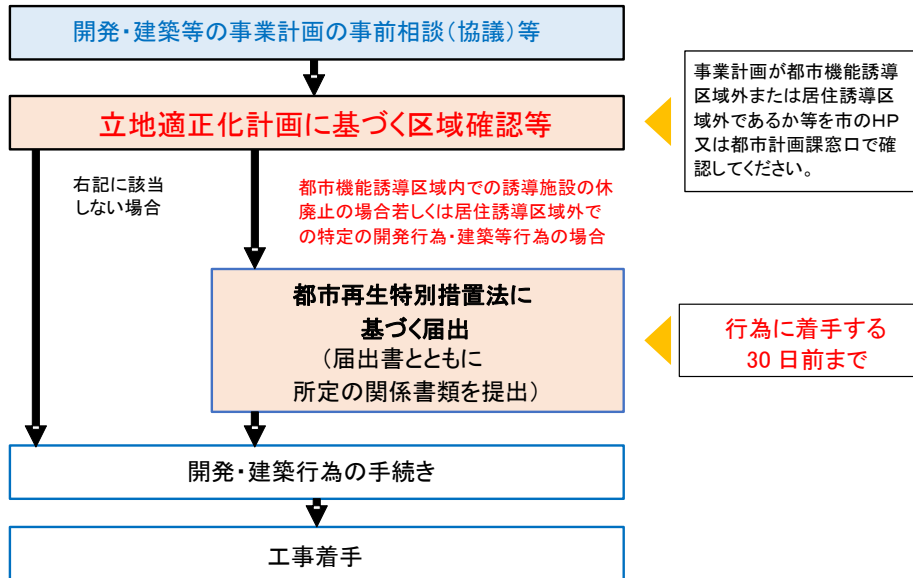 開発・建築等の事業計画の事前相談（協議）等
立地適正化計画に基づく区域確認等
事業計画が都市機能誘導
区域外または居住誘導区
域外であるか等を市のＨＰ
又は都市計画課窓口で確
認してください。
右記に該当
しない場合
都市機能誘導区域内での誘導施設の休
廃止の場合若しくは居住誘導区域外で
の特定の開発行為・建築等行為の場合
都市再生特別措置法に
基づく届出
（届出書とともに
所定の関係書類を提出）
行為に着手する
30 日前まで
開発・建築行為の手続き
工事着手